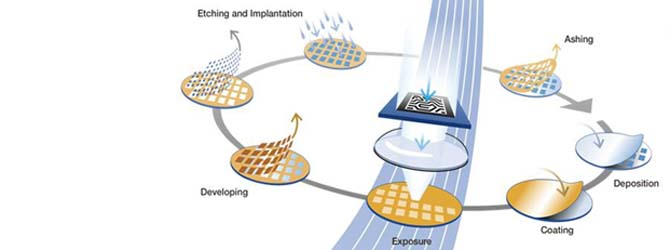 Etching and Implantation
Ashing
Deposition
Developing
Coating
Exposure